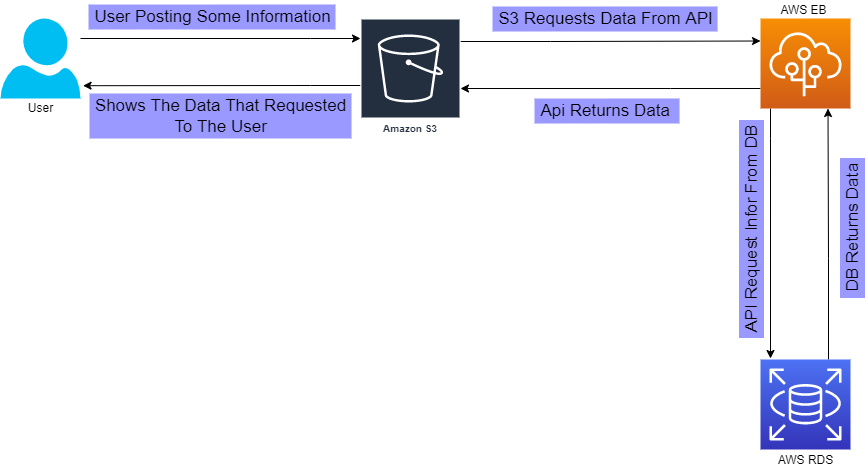 User Posting Some Information
S3 Requests Data From API
AWS EB
User
Shows The Data That Requested
To The User
Amazon S3
Api Returns Data
API Request Infor From DB
DB Returns Data
AWS RDS